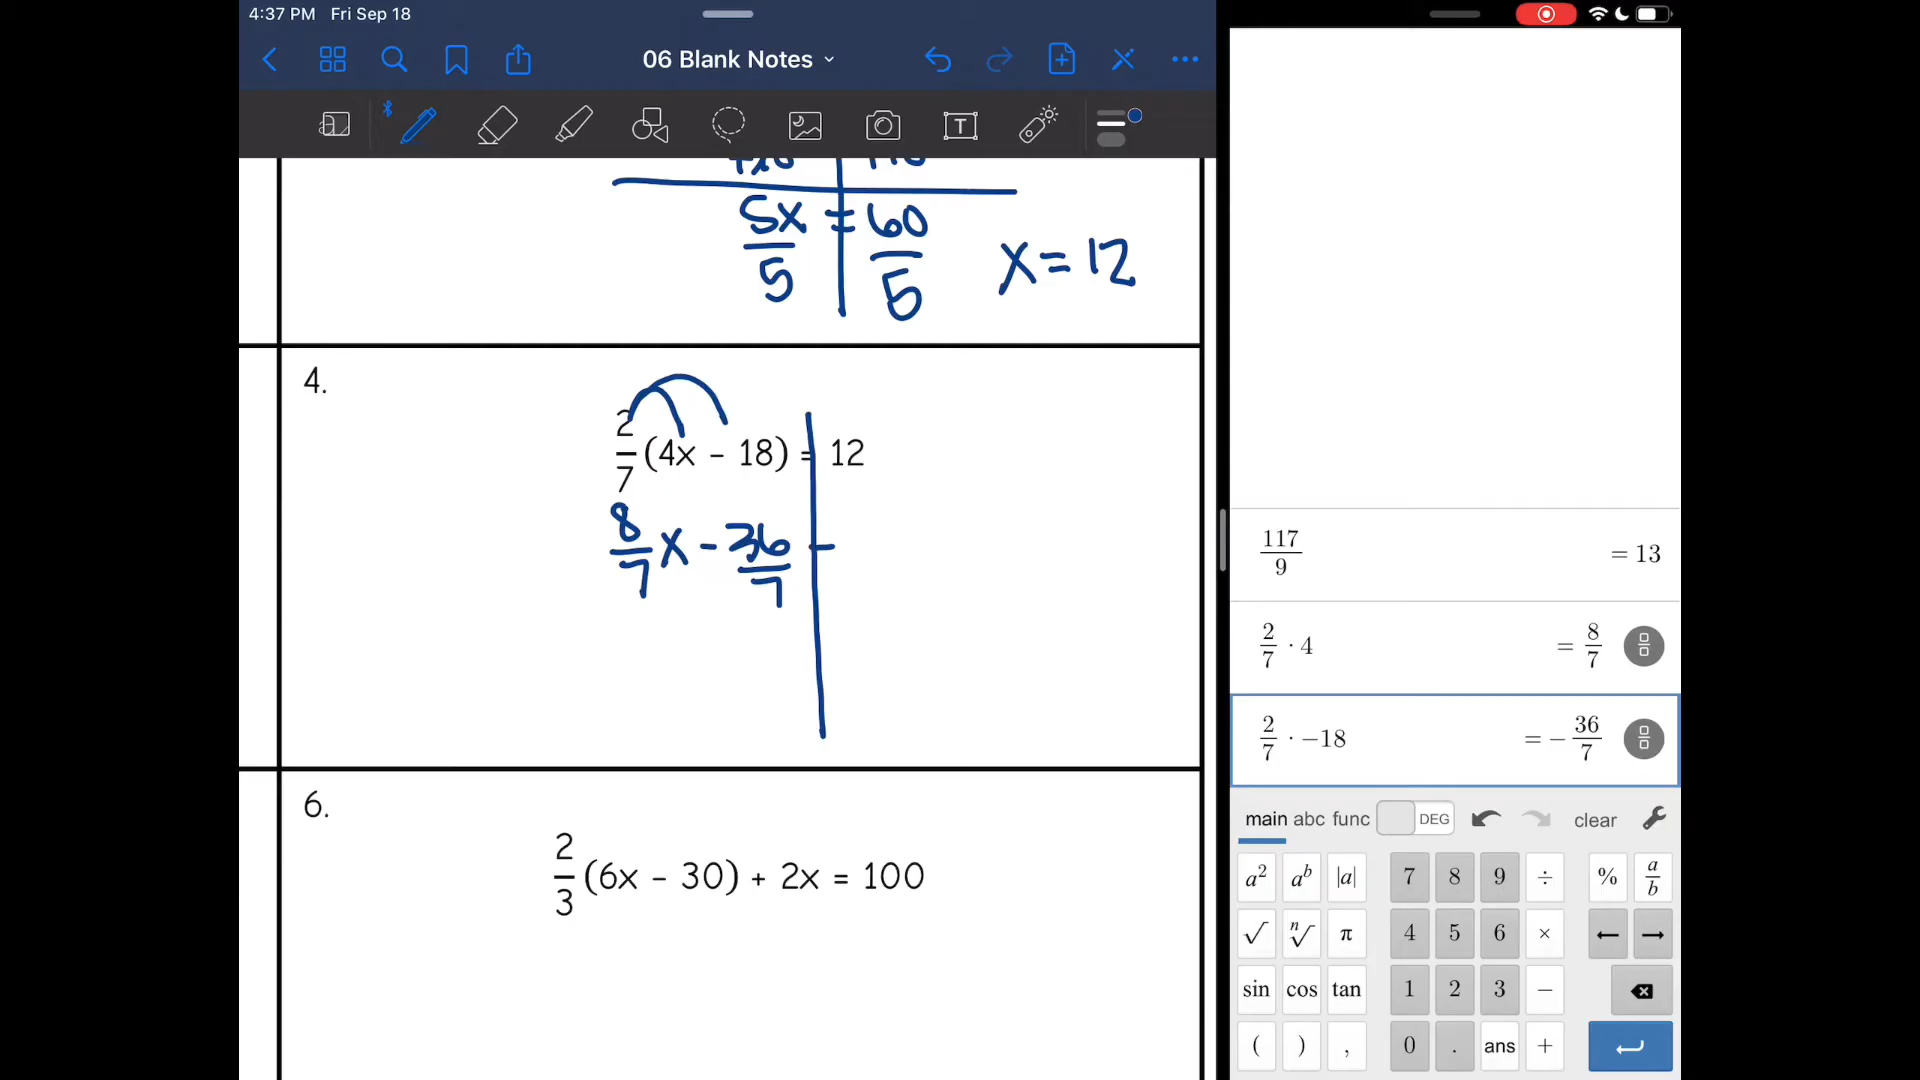 4:37 PM Fri Sep 18
06 Blank Notes
5x = 60
5 5
x = 12
4.
2/7 (4x - 18) = 12
8/7 x - 36/7 =
6.
2/3 (6x - 30) + 2x = 100
117/9 = 13
2/7 · 4 = 8/7
2/7 · −18 = − 36/7
main abc func DEG clear
a² aᵇ |a| 7 8 9 ÷ % a/b
√ ⁿ√ π 4 5 6 × ← →
sin cos tan 1 2 3 −
( ) , 0 . ans +